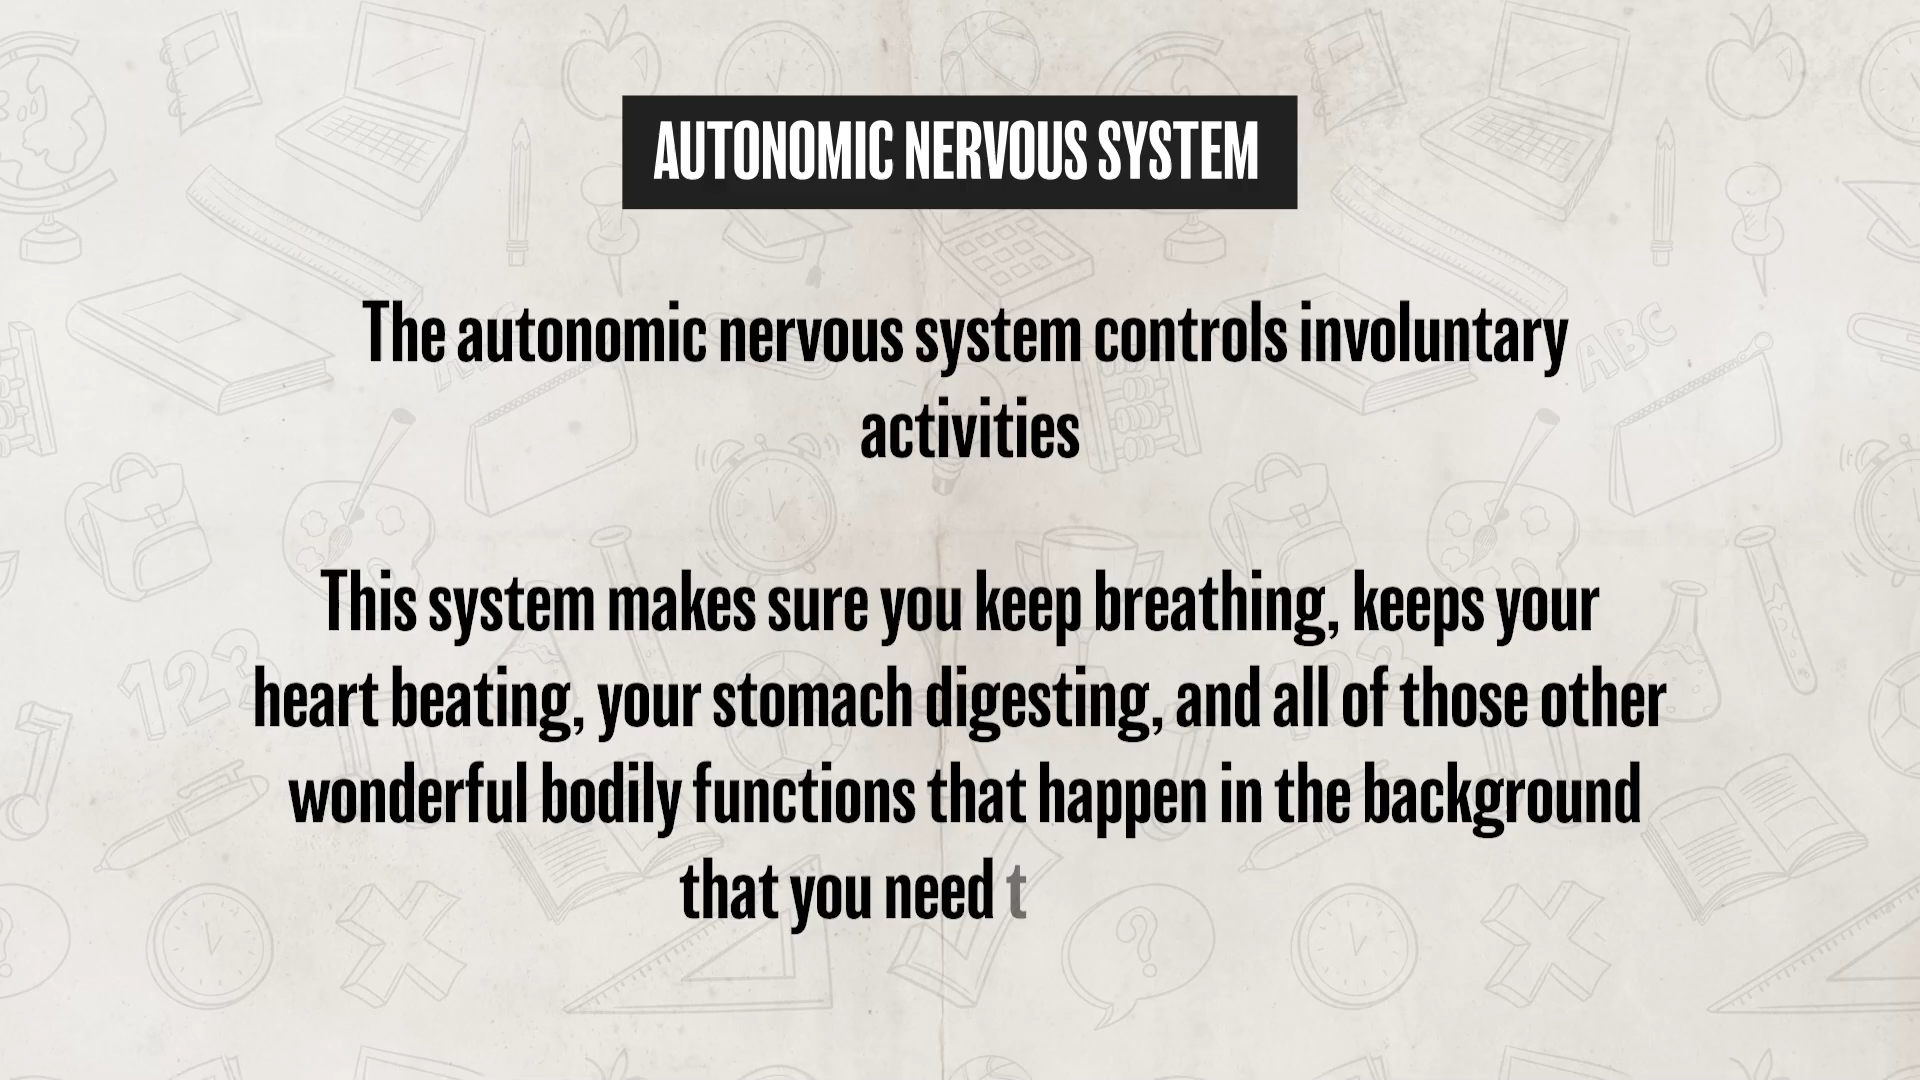 AUTONOMIC NERVOUS SYSTEM
The autonomic nervous system controls involuntary
activities
This system makes sure you keep breathing, keeps your
heart beating, your stomach digesting, and all of those other
wonderful bodily functions that happen in the background
that you need t